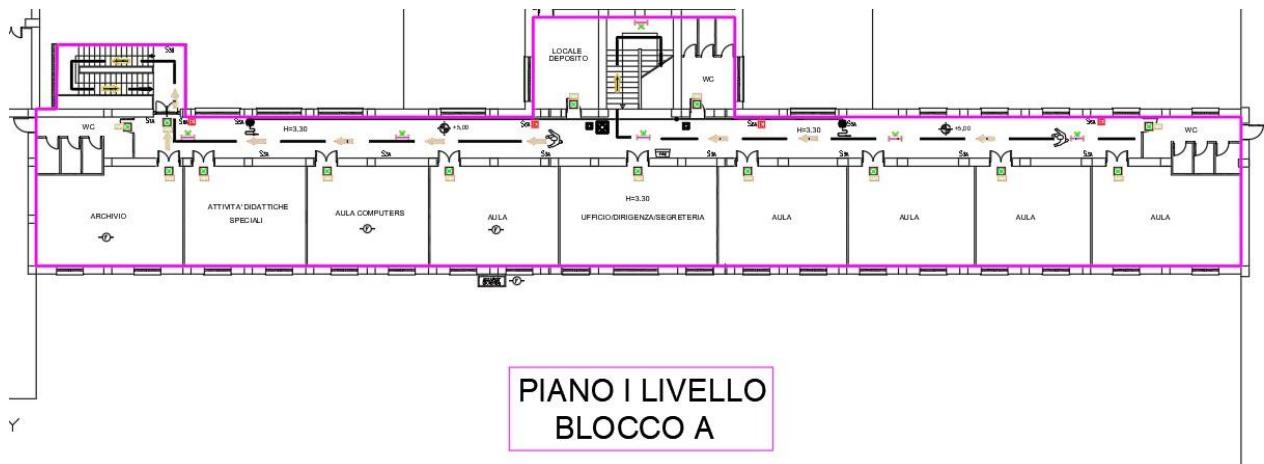 LOCALE
DEPOSITO
WC
WC
H=3.30
+5,00
H=3.30
+5,00
WC
ARCHIVIO
ATTIVITA' DIDATTICHE
SPECIALI
AULA COMPUTERS
AULA
H=3.30
UFFICIO/DIRIGENZA/SEGRETERIA
AULA
AULA
AULA
AULA
PIANO I LIVELLO
BLOCCO A
Y